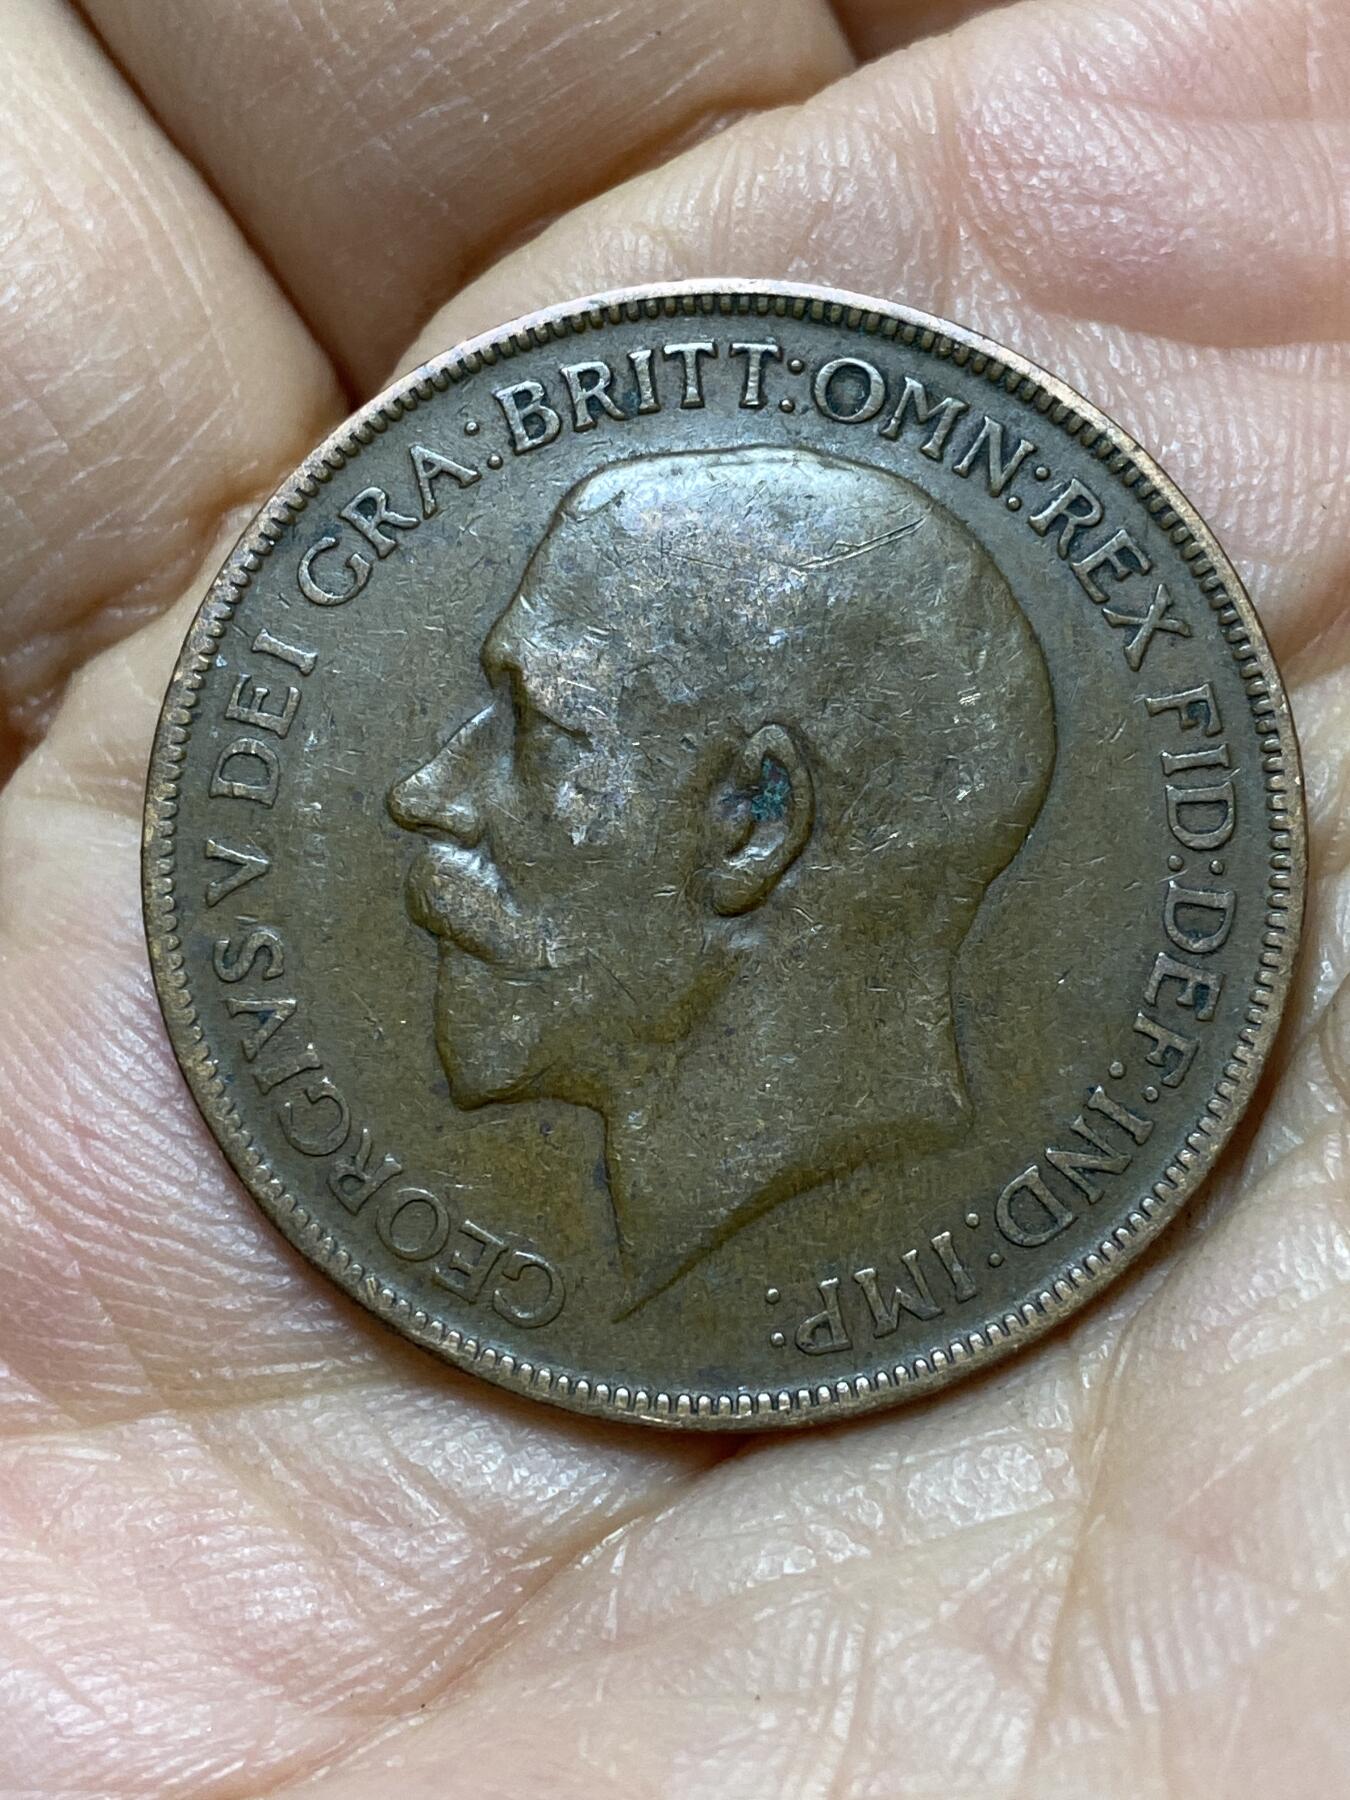 GEORGIVS V DEI GRA: BRITT: OMN: REX FID: DEF: IND: IMP: